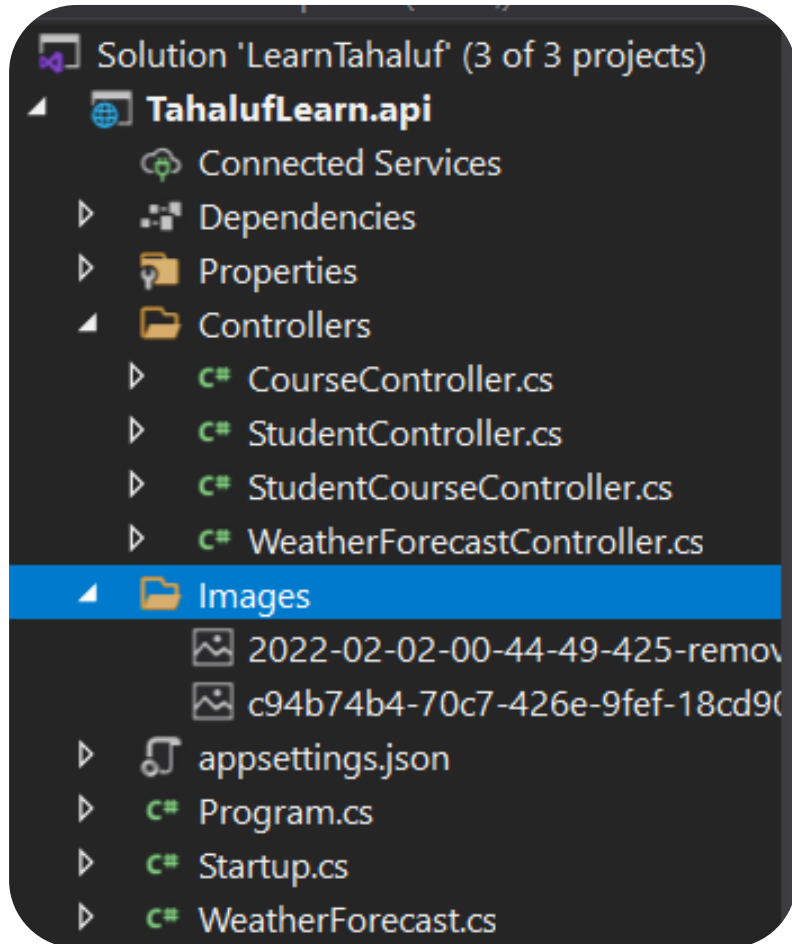 Solution 'LearnTahaluf' (3 of 3 projects)
TahalufLearn.api
Connected Services
Dependencies
Properties
Controllers
C# CourseController.cs
C# StudentController.cs
C# StudentCourseController.cs
C# WeatherForecastController.cs
Images
2022-02-02-00-44-49-425-remov
c94b74b4-70c7-426e-9fef-18cd90
appsettings.json
C# Program.cs
C# Startup.cs
C# WeatherForecast.cs